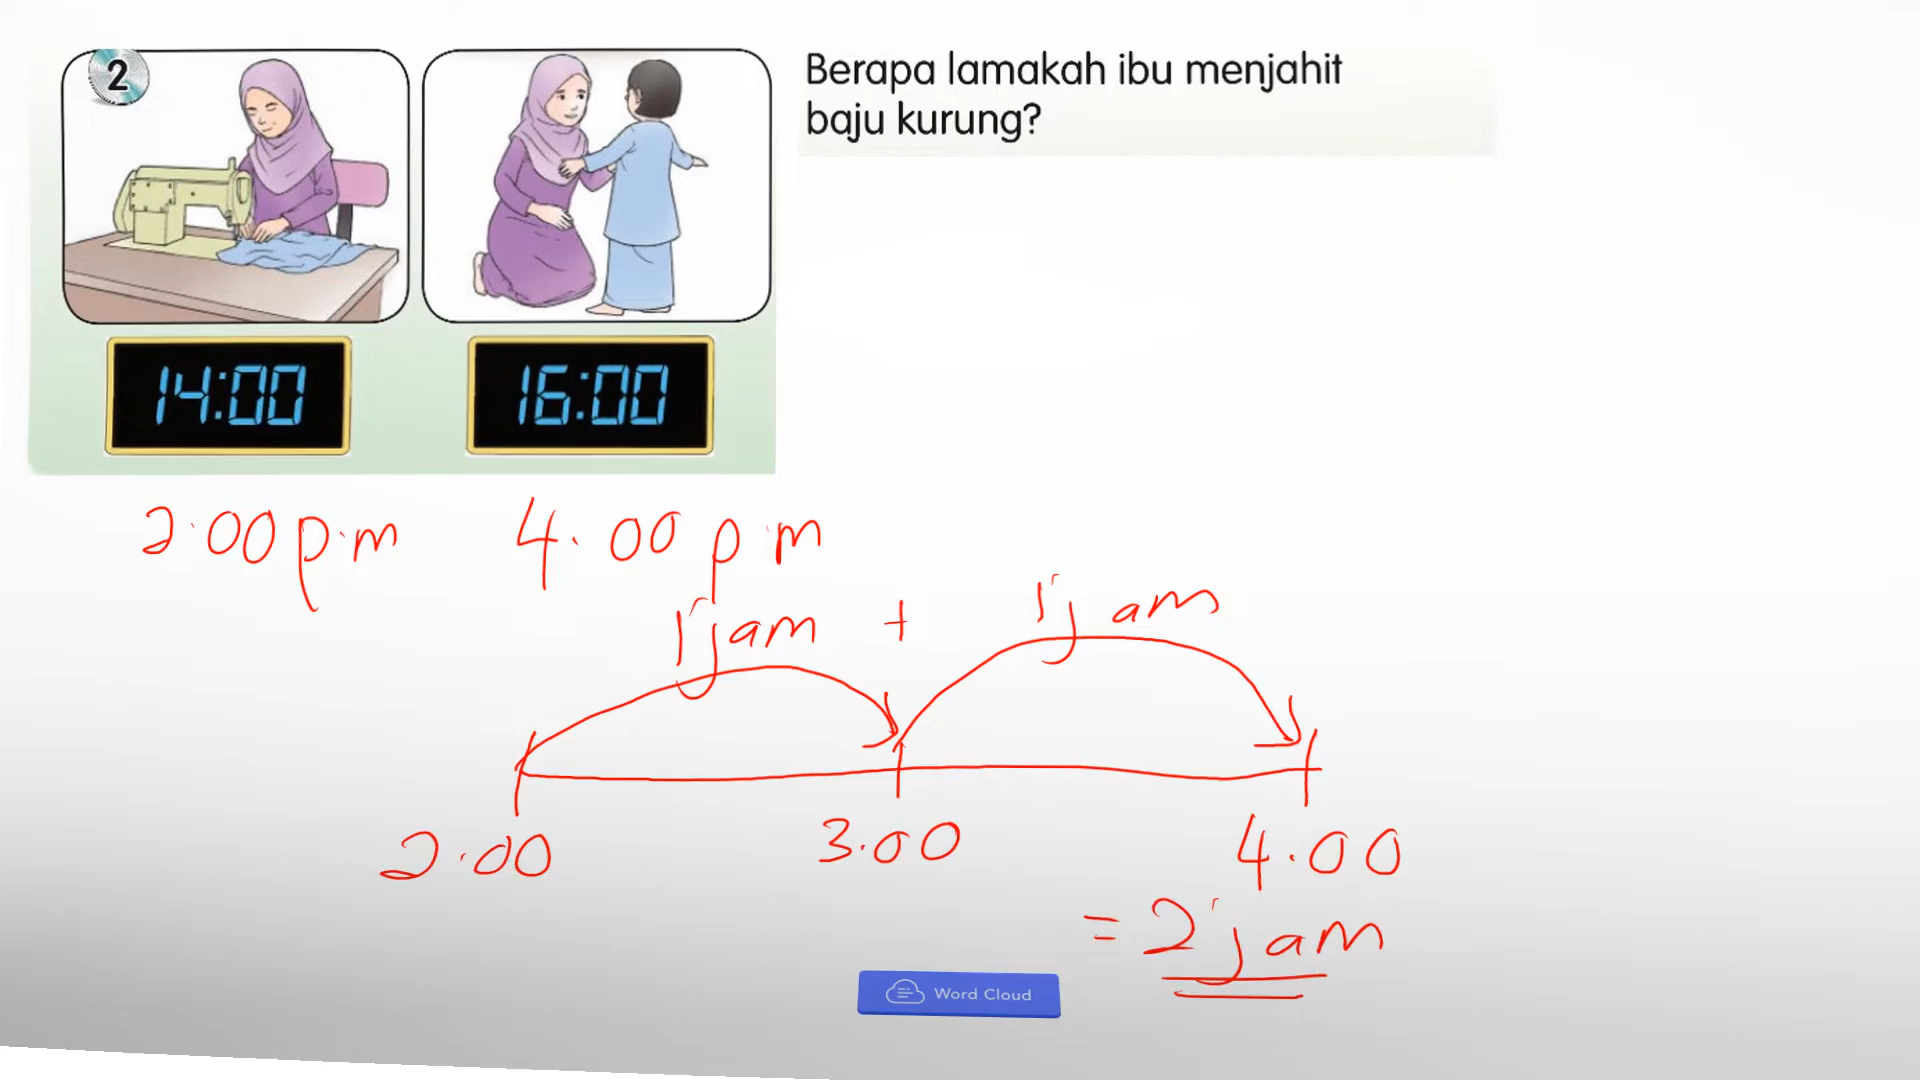 2
Berapa lamakah ibu menjahit
baju kurung?
14:00
16:00
2.00 p.m
4.00 p.m
1 jam + 1 jam
2.00
3.00
4.00
= 2 jam
Word Cloud